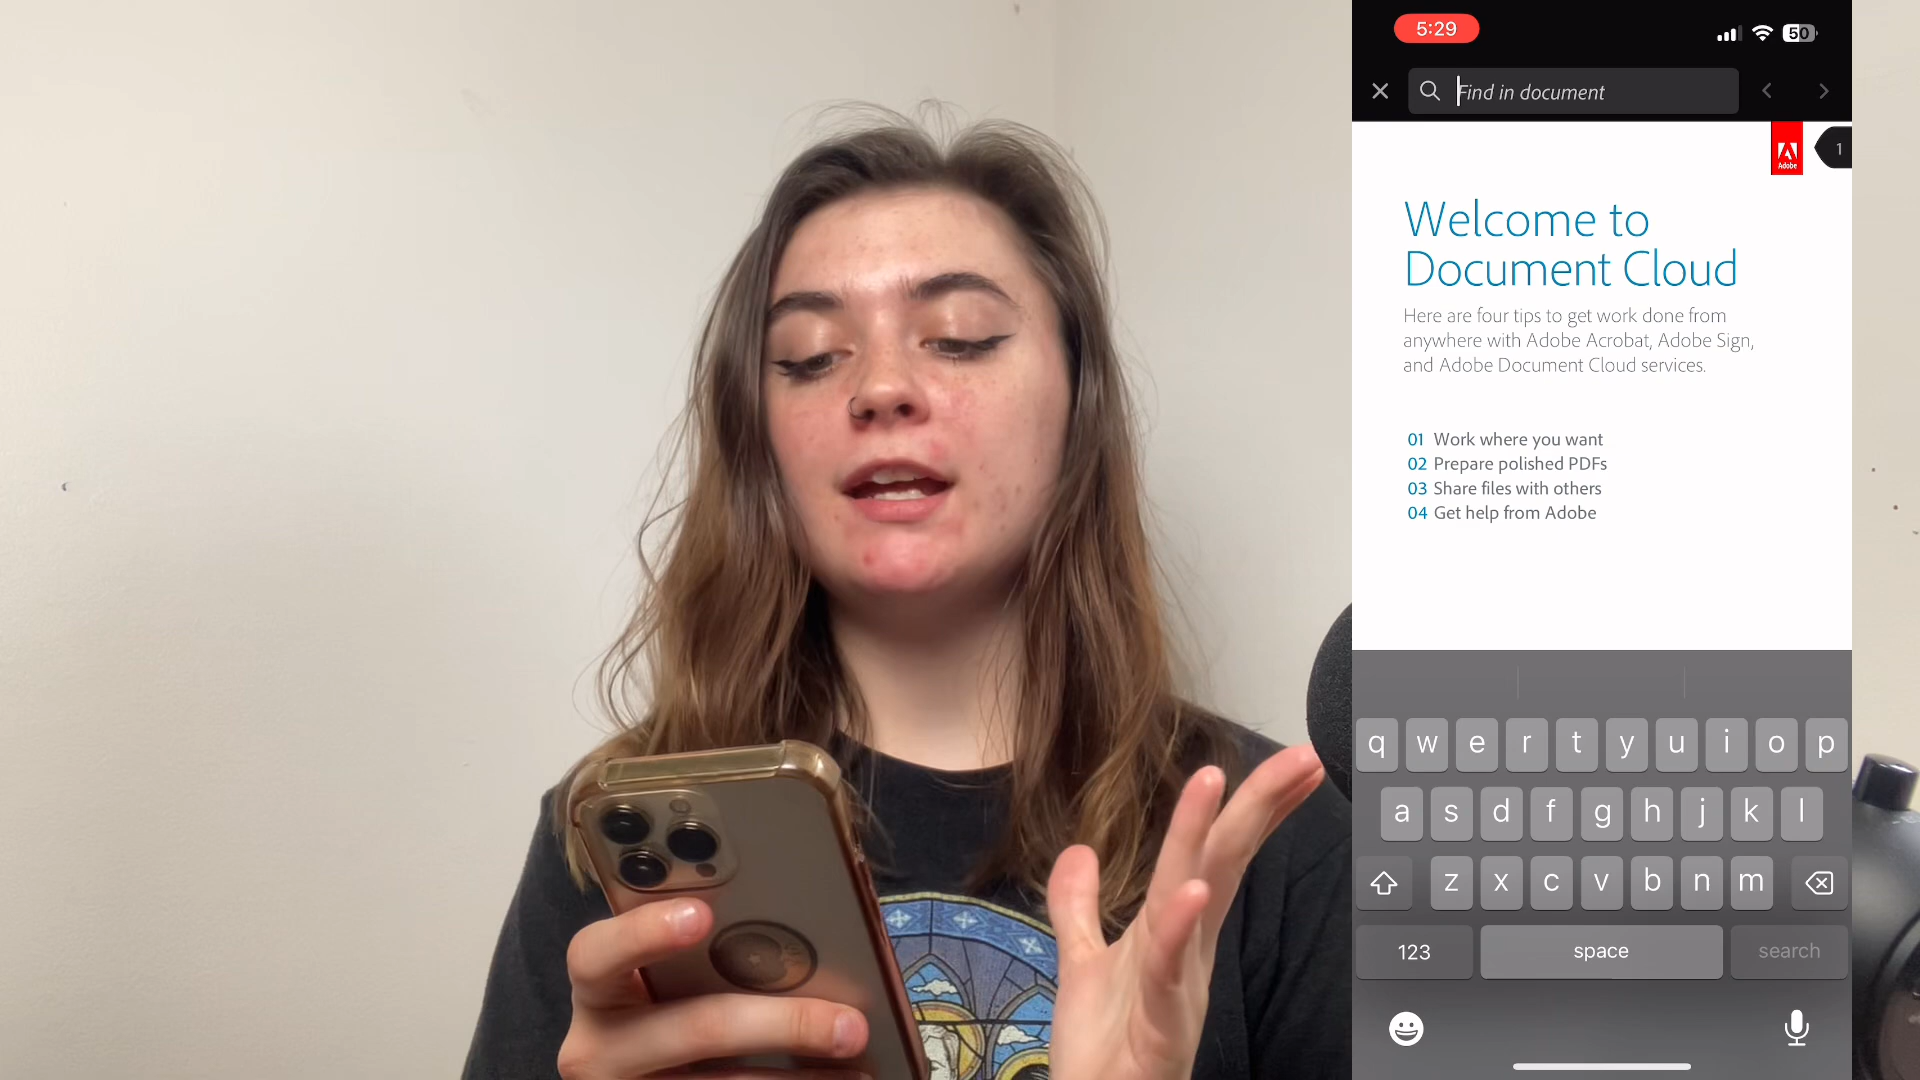 5:29
50
Find in document
Adobe
1
Welcome to
Document Cloud
Here are four tips to get work done from
anywhere with Adobe Acrobat, Adobe Sign,
and Adobe Document Cloud services.
01 Work where you want
02 Prepare polished PDFs
03 Share files with others
04 Get help from Adobe
q w e r t y u i o p
a s d f g h j k l
z x c v b n m
123 space search